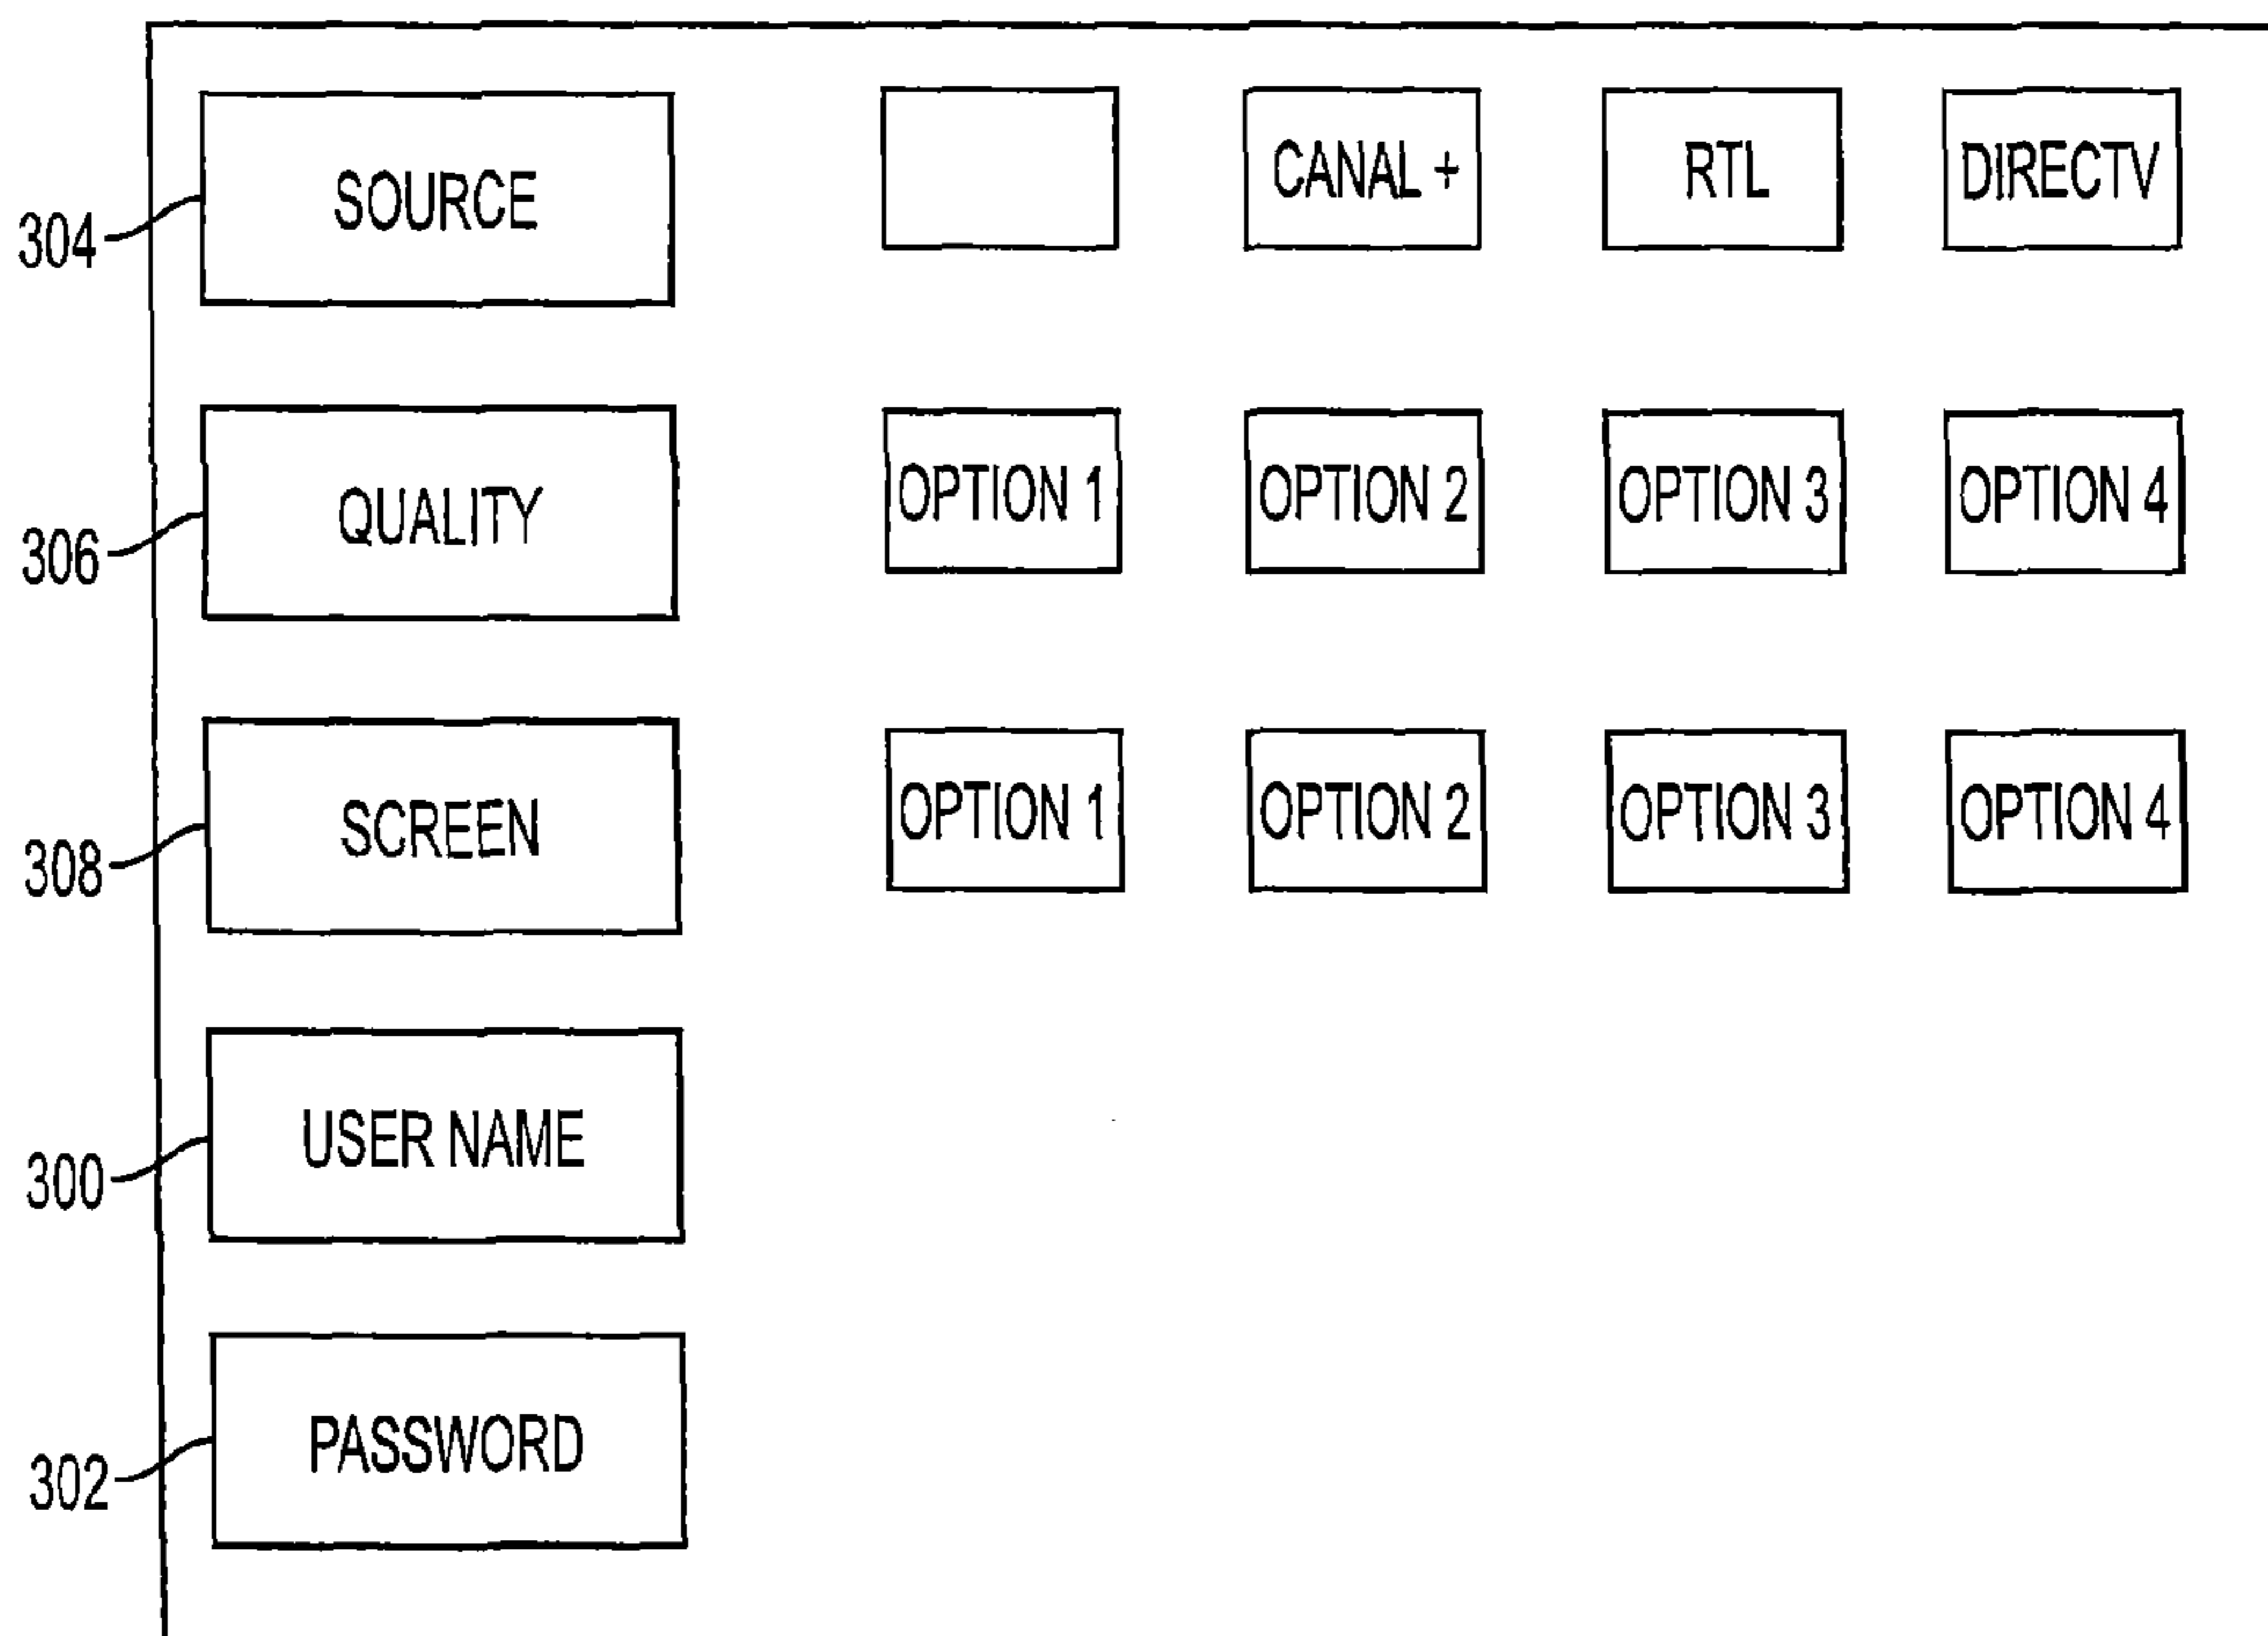 SOURCE CANAL + RTL DIRECTV
304
QUALITY OPTION 1 OPTION 2 OPTION 3 OPTION 4
306
SCREEN OPTION 1 OPTION 2 OPTION 3 OPTION 4
308
USER NAME
300
PASSWORD
302